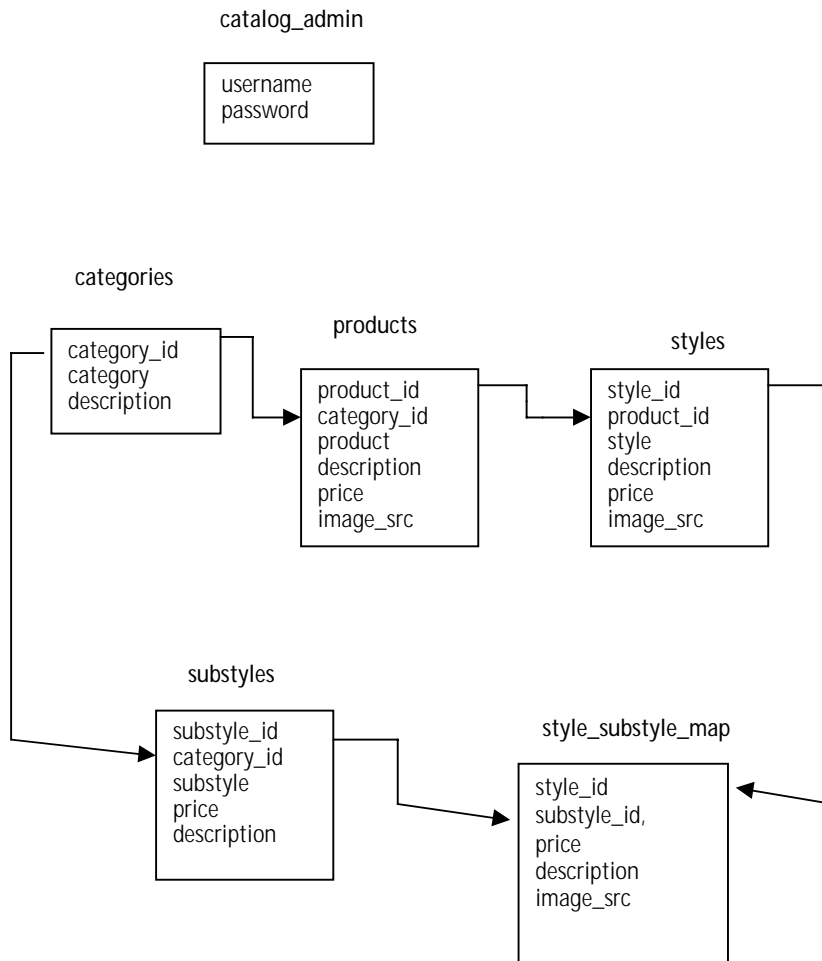 catalog_admin
username
password
categories
category_id
category
description
products
product_id
category_id
product
description
price
image_src
styles
style_id
product_id
style
description
price
image_src
substyles
substyle_id
category_id
substyle
price
description
style_substyle_map
style_id
substyle_id,
price
description
image_src